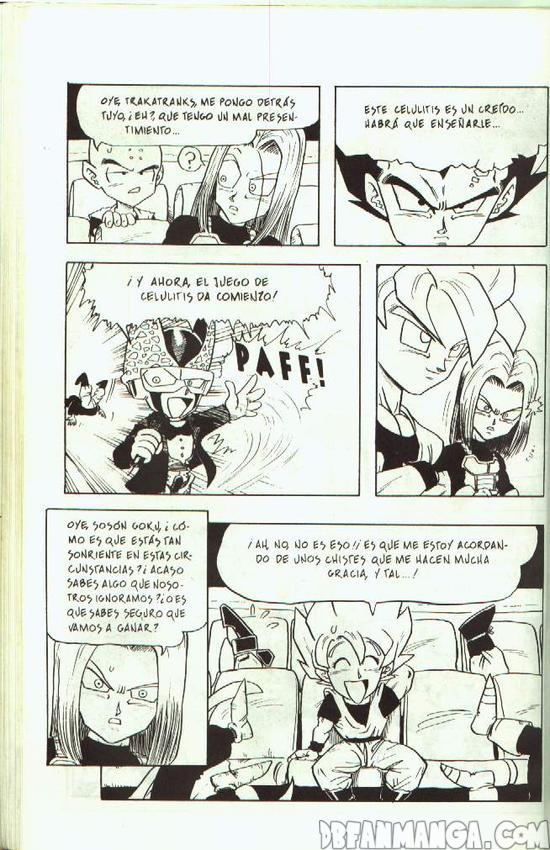 OYE, TRAKATRANKS, ME PONGO DETRÁS
TUYO, ¿EH?, QUE TENGO UN MAL PRESEN-
TIMIENTO...
?
ESTE CELULITIS ES UN CREÍDO...
HABRÁ QUE ENSEÑARLE...
¡Y AHORA, EL JUEGO DE
CELULITIS DA COMIENZO!
PAFF!
OYE, SOSÓN GOKU, ¿CÓ-
MO ES QUE ESTÁS TAN
SONRIENTE EN ESTAS CIR-
CUNSTANCIAS? ¿ACASO
SABES ALGO QUE NOSO-
TROS IGNORAMOS? ¿O ES
QUE SABES SEGURO QUE
VAMOS A GANAR?
¡AH, NO, NO ES ESO! ¡ES QUE ME ESTOY ACORDAN-
DO DE UNOS CHISTES QUE ME HACEN MUCHA
GRACIA, Y TAL...!
DBFANMANGA.COM